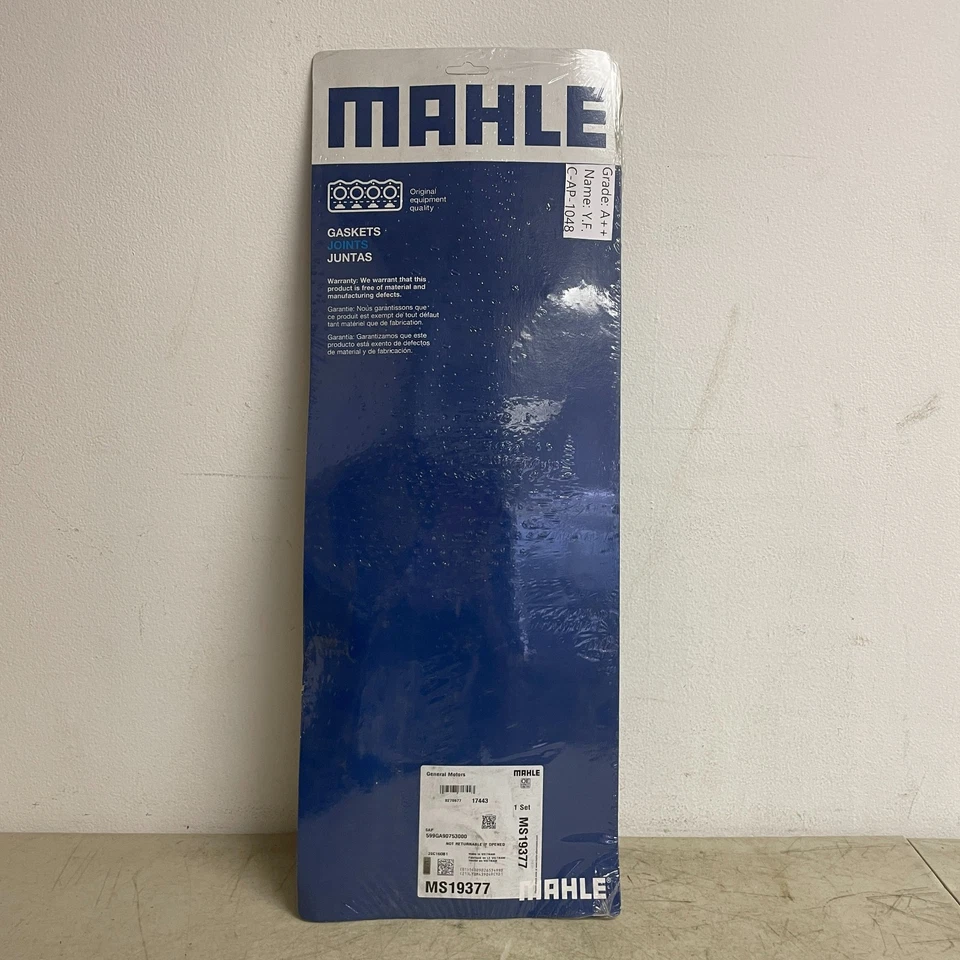 MAHLE
Original
equipment
quality
GASKETS
JOINTS
JUNTAS
Warranty: We warrant that this
product is free of material and
manufacturing defects.
Garantie: Nous garantissons que
ce produit est exempt de tout défaut
tant matériel que de fabrication.
Garantía: Garantizamos que este
producto está exento de defectos
de material y de fabricación.
Grade: A++
Name: Y.F.
C-AP-1048
General Motors
MAHLE
17443
1 Set
599GA90753000
NOT RETURNABLE IF OPENED
MS19377
MS19377
MAHLE